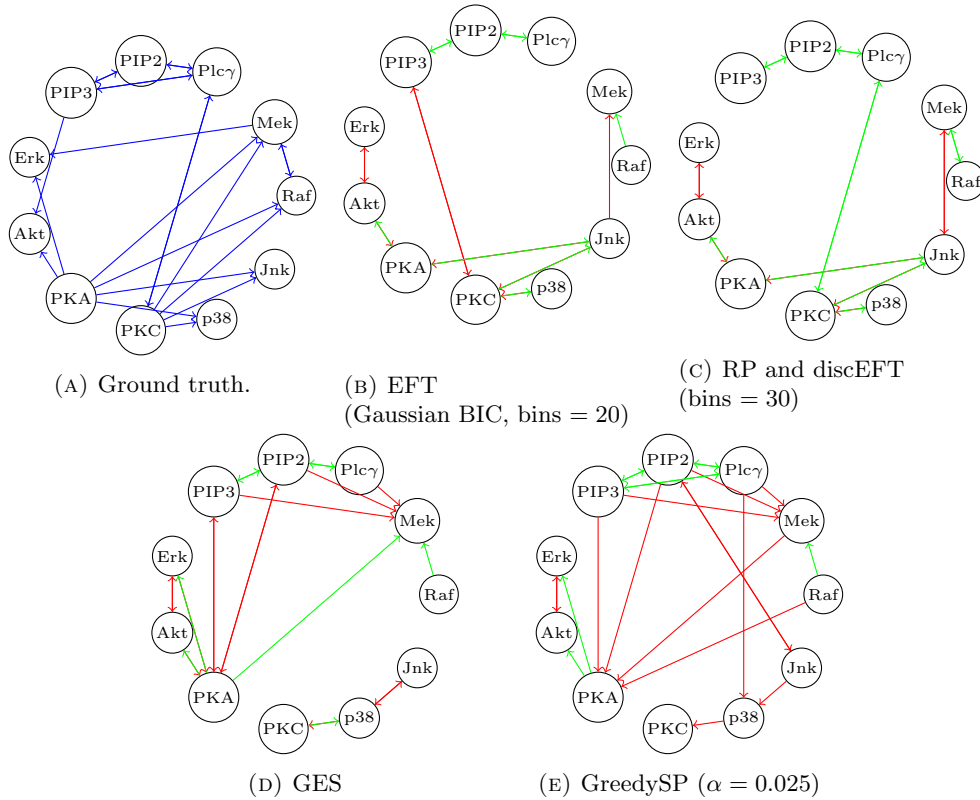 PIP2
PIP3
Plcγ
Mek
Erk
Raf
Akt
Jnk
PKA
PKC
p38
(A) Ground truth.
PIP2
PIP3
Plcγ
Mek
Erk
Raf
Akt
Jnk
PKA
PKC
p38
(B) EFT
(Gaussian BIC, bins = 20)
PIP2
PIP3
Plcγ
Mek
Erk
Raf
Akt
Jnk
PKA
PKC
p38
(C) RP and discEFT
(bins = 30)
PIP2
PIP3
Plcγ
Mek
Erk
Raf
Akt
Jnk
PKA
PKC
p38
(D) GES
PIP2
PIP3
Plcγ
Mek
Erk
Raf
Akt
Jnk
PKA
PKC
p38
(E) GreedySP (α = 0.025)